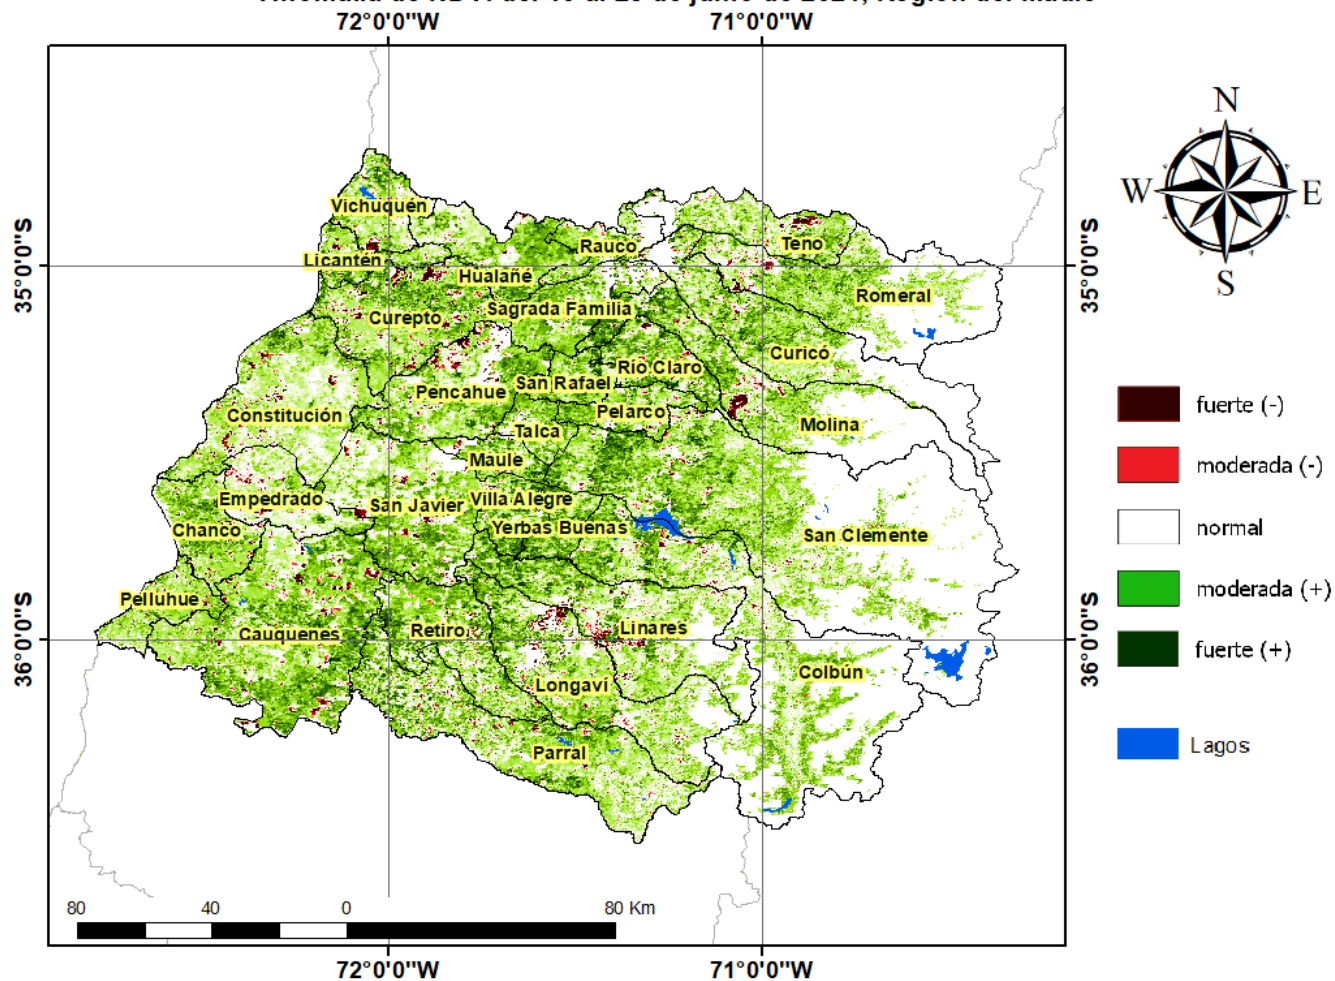 72°0'0"W
71°0'0"W
N
W
E
S
35°0'0"S
35°0'0"S
36°0'0"S
36°0'0"S
Vichuquén
Rauco
Teno
Licantén
Hualañé
Romeral
Sagrada Familia
Curepto
Curicó
Río Claro
San Rafael
Pencahue
Pelarco
Constitución
Molina
Talca
Maule
Empedrado
San Javier
Villa Alegre
Chanco
Yerbas Buenas
San Clemente
Pelluhue
Cauquenes
Retiro
Linares
Colbún
Longaví
Parral
fuerte (-)
moderada (-)
normal
moderada (+)
fuerte (+)
Lagos
80
40
0
80 Km
72°0'0"W
71°0'0"W